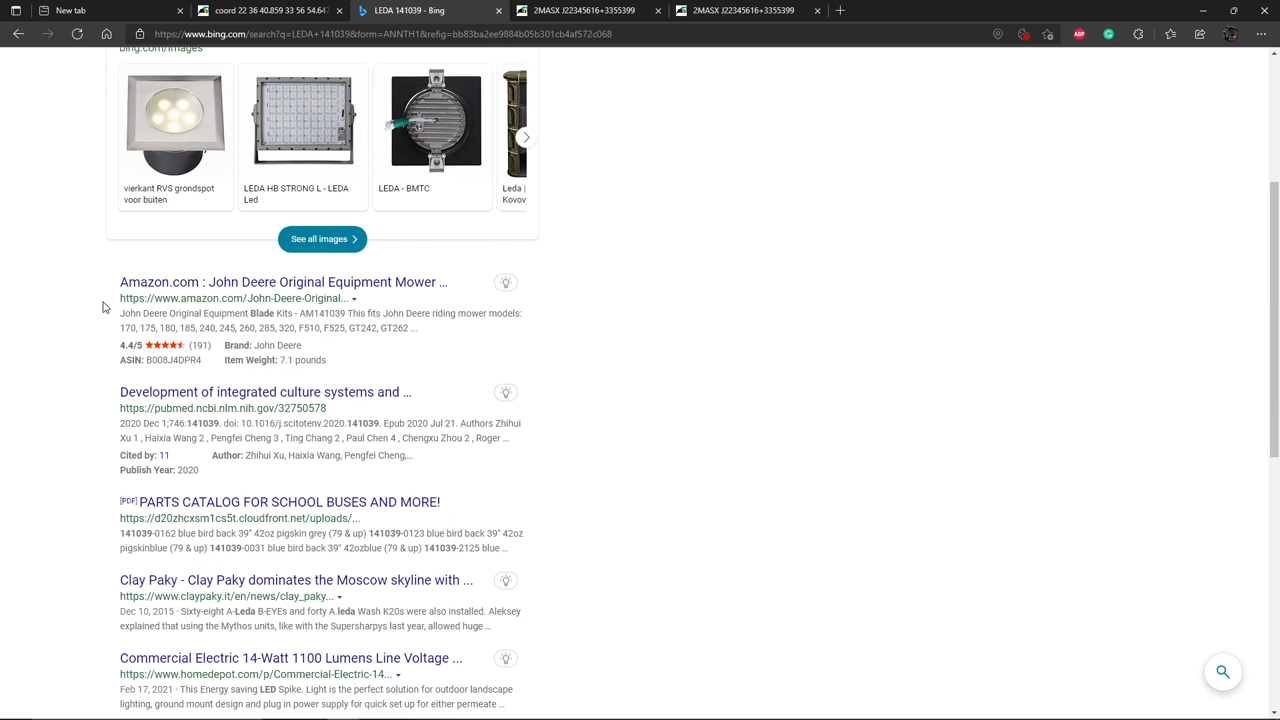 Coord 22 36 40.859 33 56 54.647
LEDA 141039 - Bing
Leda
2MASX J22345616+3355399
2MASX J22345616+3355399
https://www.bing.com/search?q=LEDA+141039&form=ANNTH1&refig=bb83ba2ee9884b05b301cb4af572c068
bing.com/images
vierkant RVS grondspot
voor buiten
LEDA HB STRONG L - LEDA
Led
LEDA - BMTC
Leda |
Kovov
See all images
Amazon.com : John Deere Original Equipment Mower ...
https://www.amazon.com/John-Deere-Original...
John Deere Original Equipment Blade Kits - AM141039 This fits John Deere riding mower models:
170, 175, 180, 185, 240, 245, 260, 285, 320, F510, F525, GT242, GT262 ...
4.4/5 (191) Brand: John Deere
ASIN: B008J4DPR4 Item Weight: 7.1 pounds
Development of integrated culture systems and ...
https://pubmed.ncbi.nlm.nih.gov/32750578
2020 Dec 1;746:141039. doi: 10.1016/j.scitotenv.2020.141039. Epub 2020 Jul 21. Authors Zhihui
Xu 1 , Haixia Wang 2 , Pengfei Cheng 3 , Ting Chang 2 , Paul Chen 4 , Chengxu Zhou 2 , Roger ...
Cited by: 11 Author: Zhihui Xu, Haixia Wang, Pengfei Cheng,...
Publish Year: 2020
[PDF] PARTS CATALOG FOR SCHOOL BUSES AND MORE!
https://d20zhcxsm1cs5t.cloudfront.net/uploads/...
141039-0162 blue bird back 39" 42oz pigskin grey (79 & up) 141039-0123 blue bird back 39" 42oz
pigskinblue (79 & up) 141039-0031 blue bird back 39" 42ozblue (79 & up) 141039-2125 blue ...
Clay Paky - Clay Paky dominates the Moscow skyline with ...
https://www.claypaky.it/en/news/clay_paky...
Dec 10, 2015 · Sixty-eight A-Leda B-EYEs and forty A.leda Wash K20s were also installed. Aleksey
explained that using the Mythos units, like with the Supersharpys last year, allowed huge ...
Commercial Electric 14-Watt 1100 Lumens Line Voltage ...
https://www.homedepot.com/p/Commercial-Electric-14...
Feb 17, 2021 · This Energy saving LED Spike. Light is the perfect solution for outdoor landscape
lighting, ground mount design and plug in power supply for quick set up for either permeate ...